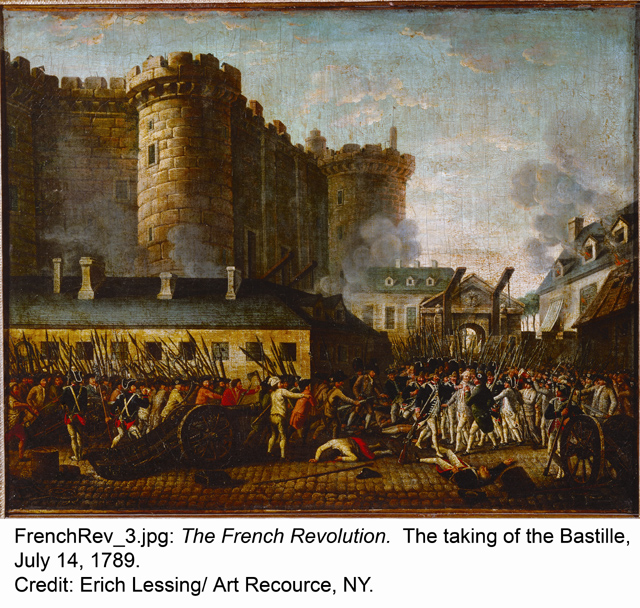 FrenchRev_3.jpg: The French Revolution.  The taking of the Bastille,
July 14, 1789.
Credit: Erich Lessing/ Art Recource, NY.